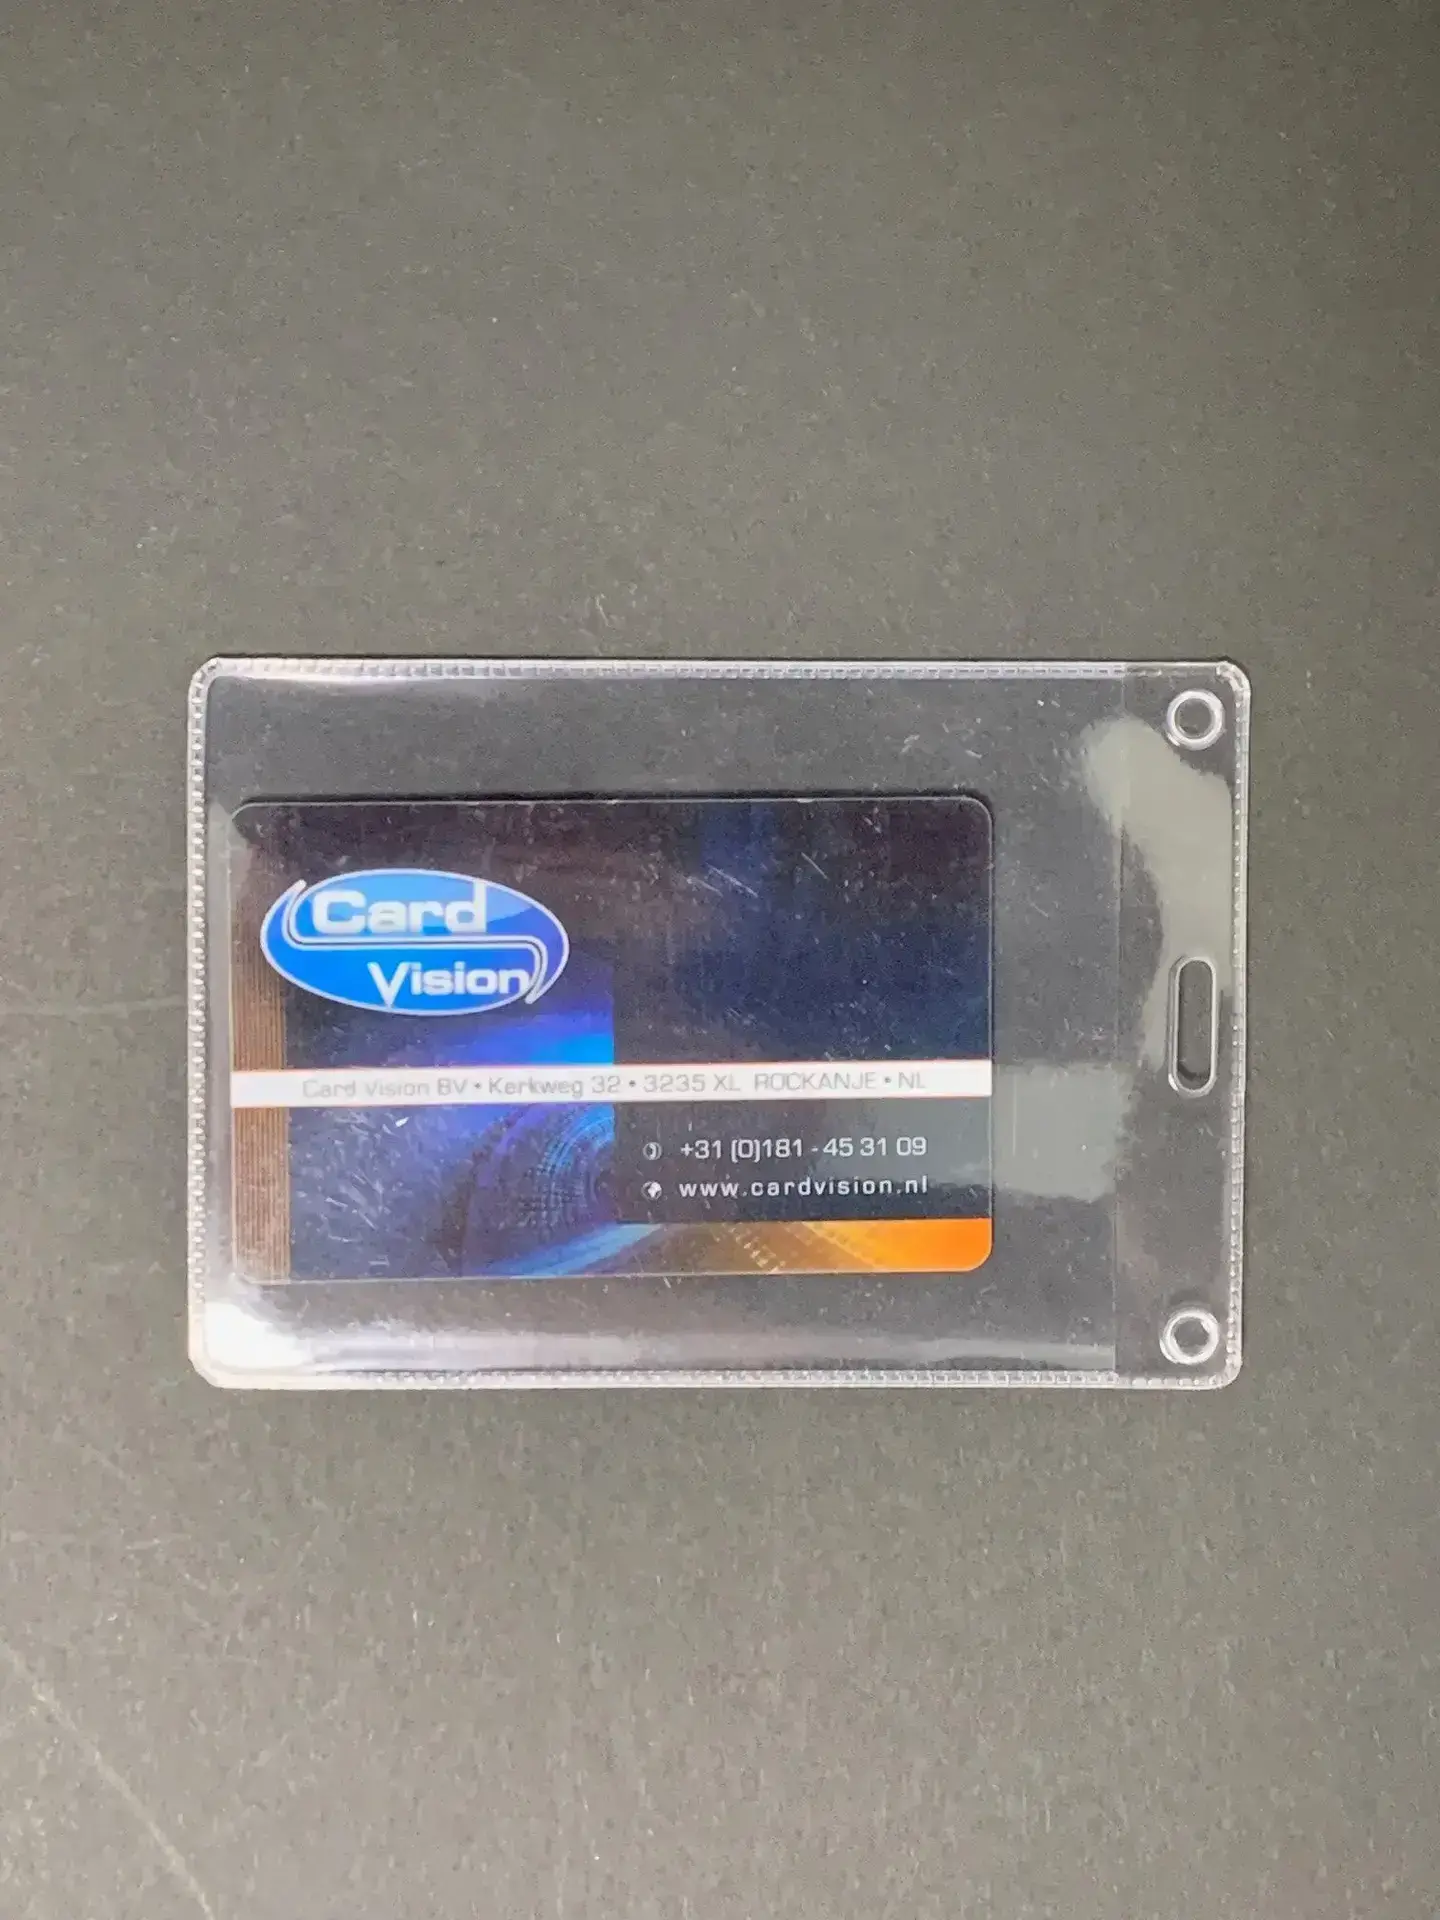 Card
Vision
Card Vision BV • Kerkweg 32 • 3235 XL ROCKANJE • NL
+31 (0)181 - 45 31 09
www.cardvision.nl